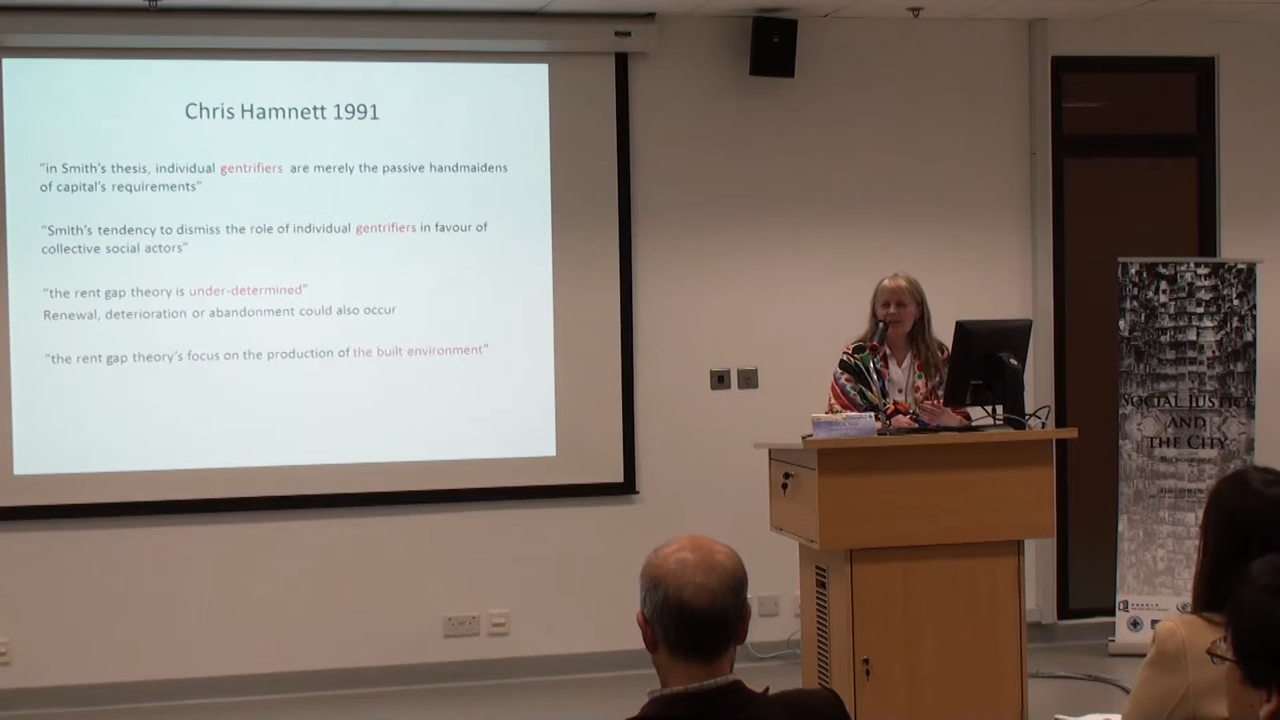 Chris Hamnett 1991
“in Smith’s thesis, individual gentrifiers are merely the passive handmaidens
of capital’s requirements”
“Smith’s tendency to dismiss the role of individual gentrifiers in favour of
collective social actors”
“the rent gap theory is under-determined”
Renewal, deterioration or abandonment could also occur
“the rent gap theory’s focus on the production of the built environment”
Social Justice
and
the City